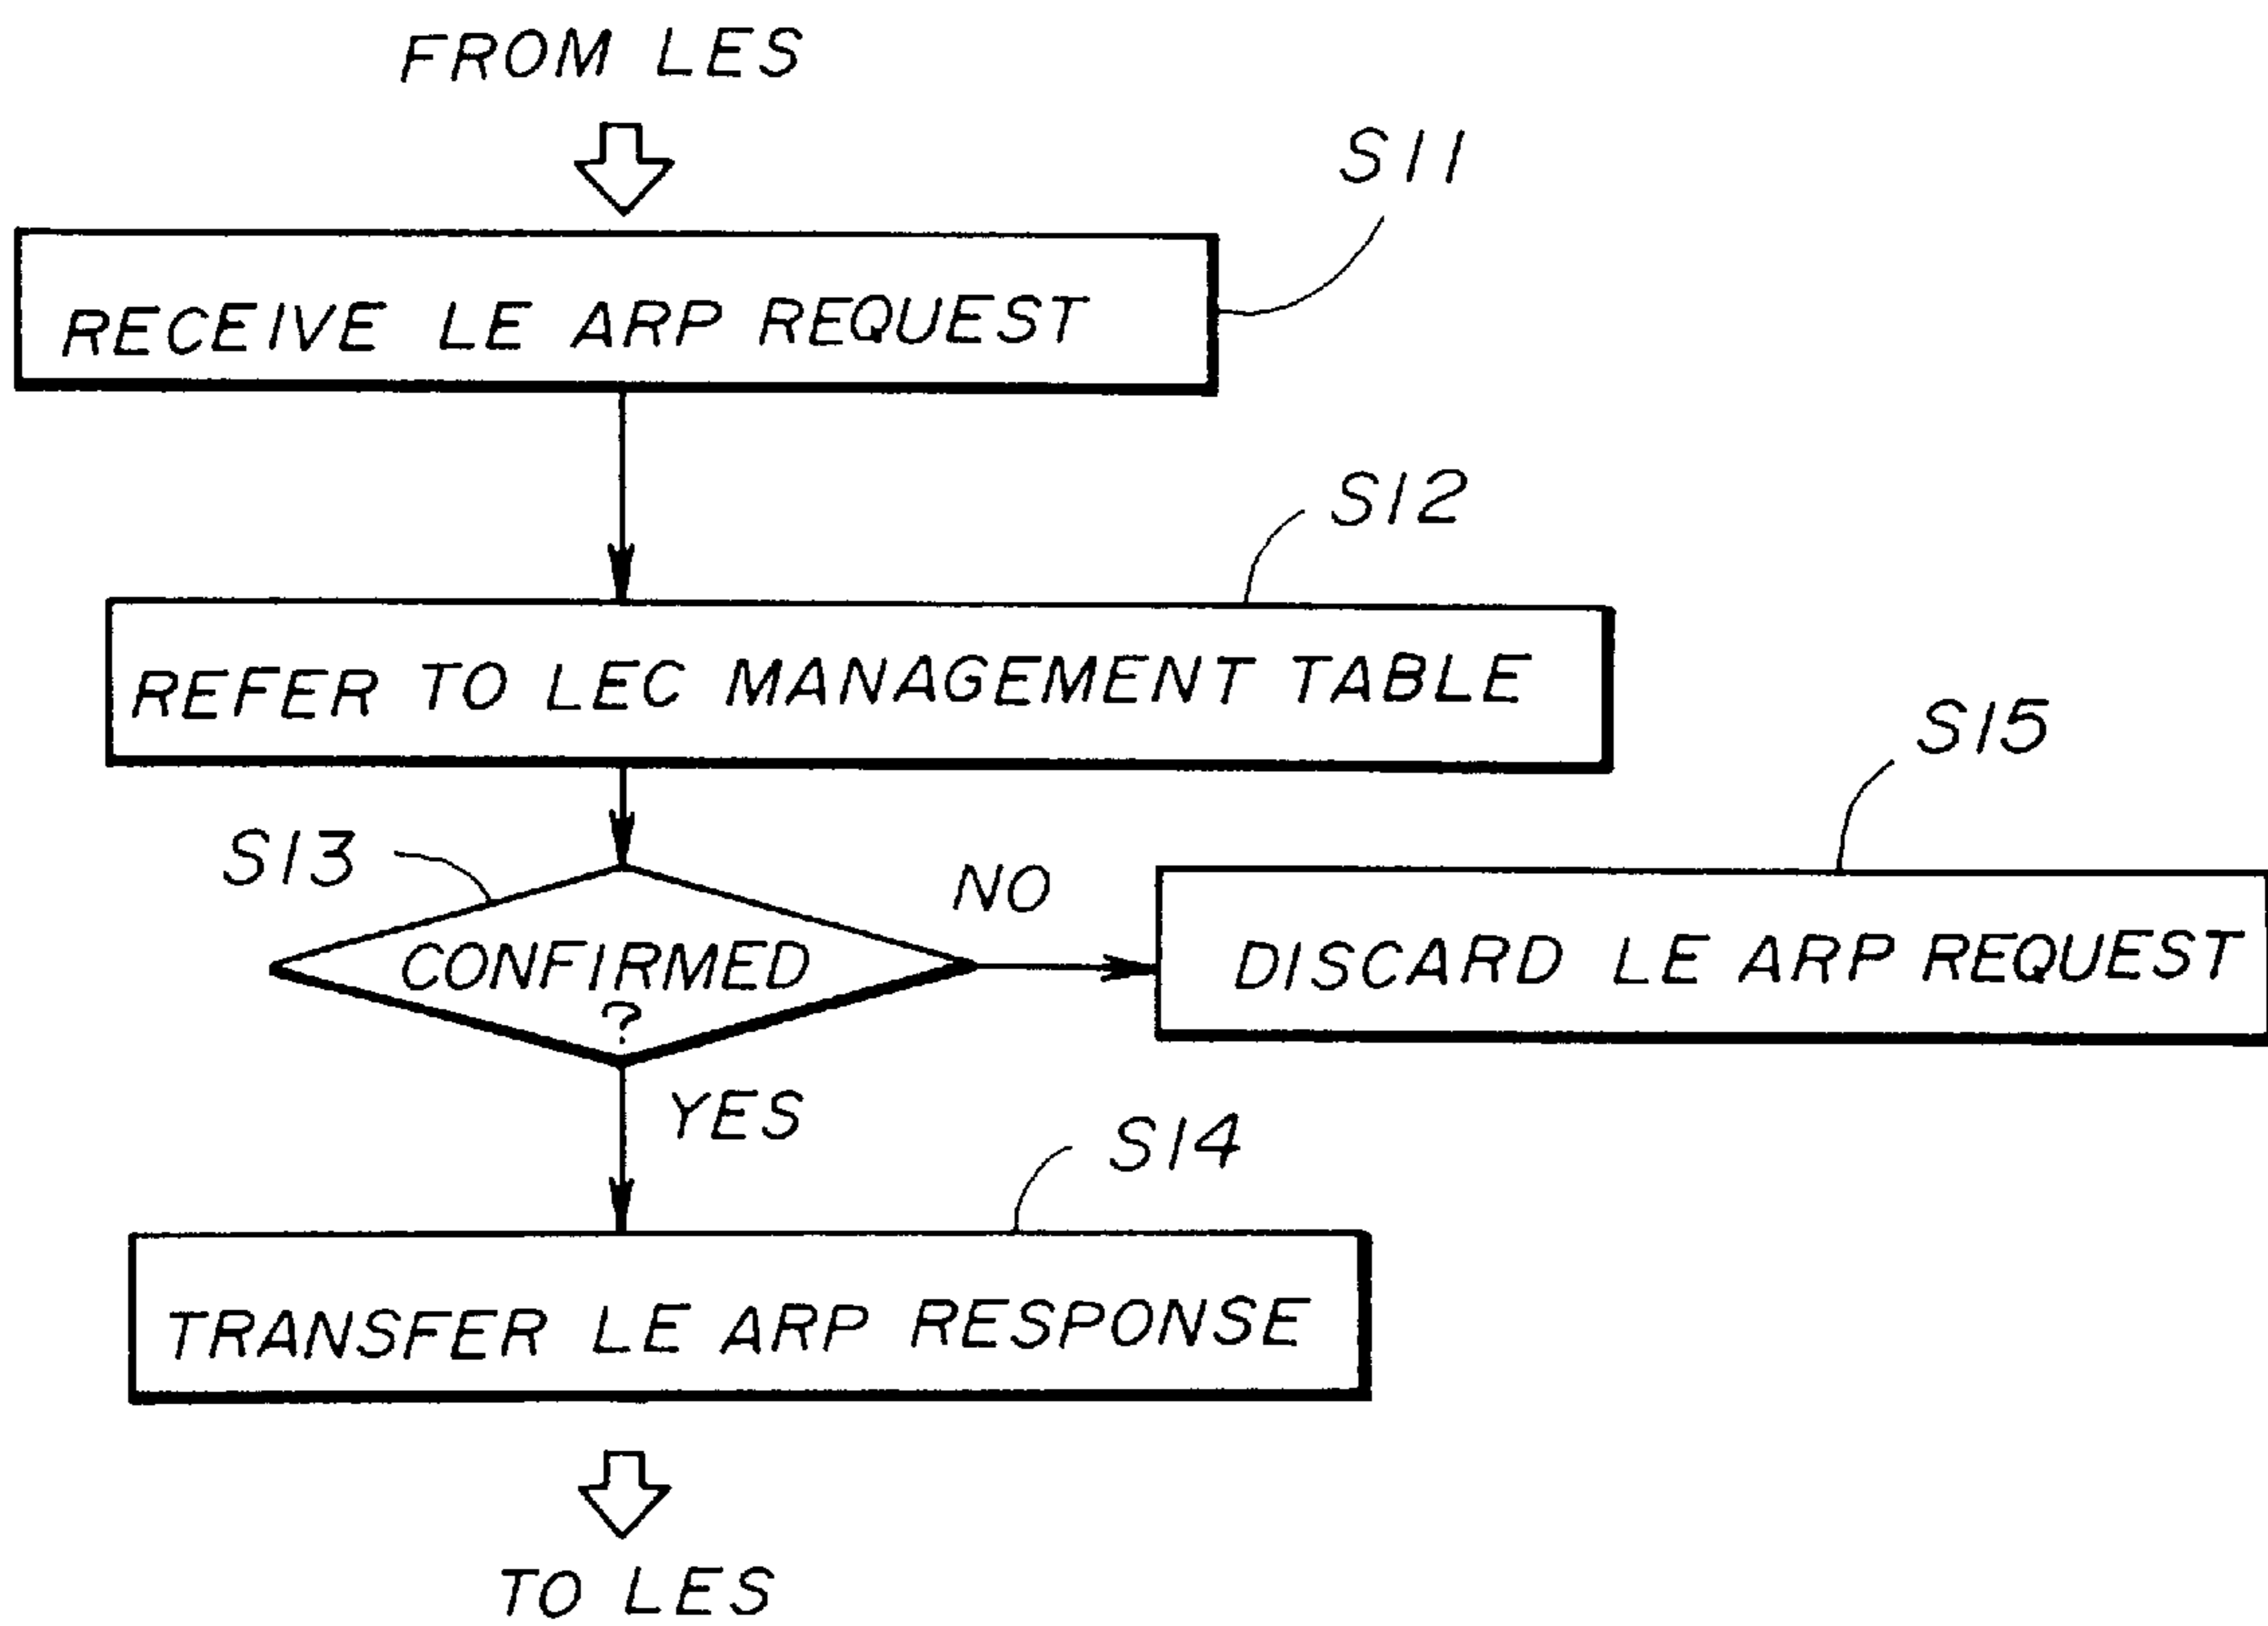 FROM LES
S11
RECEIVE LE ARP REQUEST
S12
REFER TO LEC MANAGEMENT TABLE
S15
S13
NO
CONFIRMED
?
DISCARD LE ARP REQUEST
YES
S14
TRANSFER LE ARP RESPONSE
TO LES